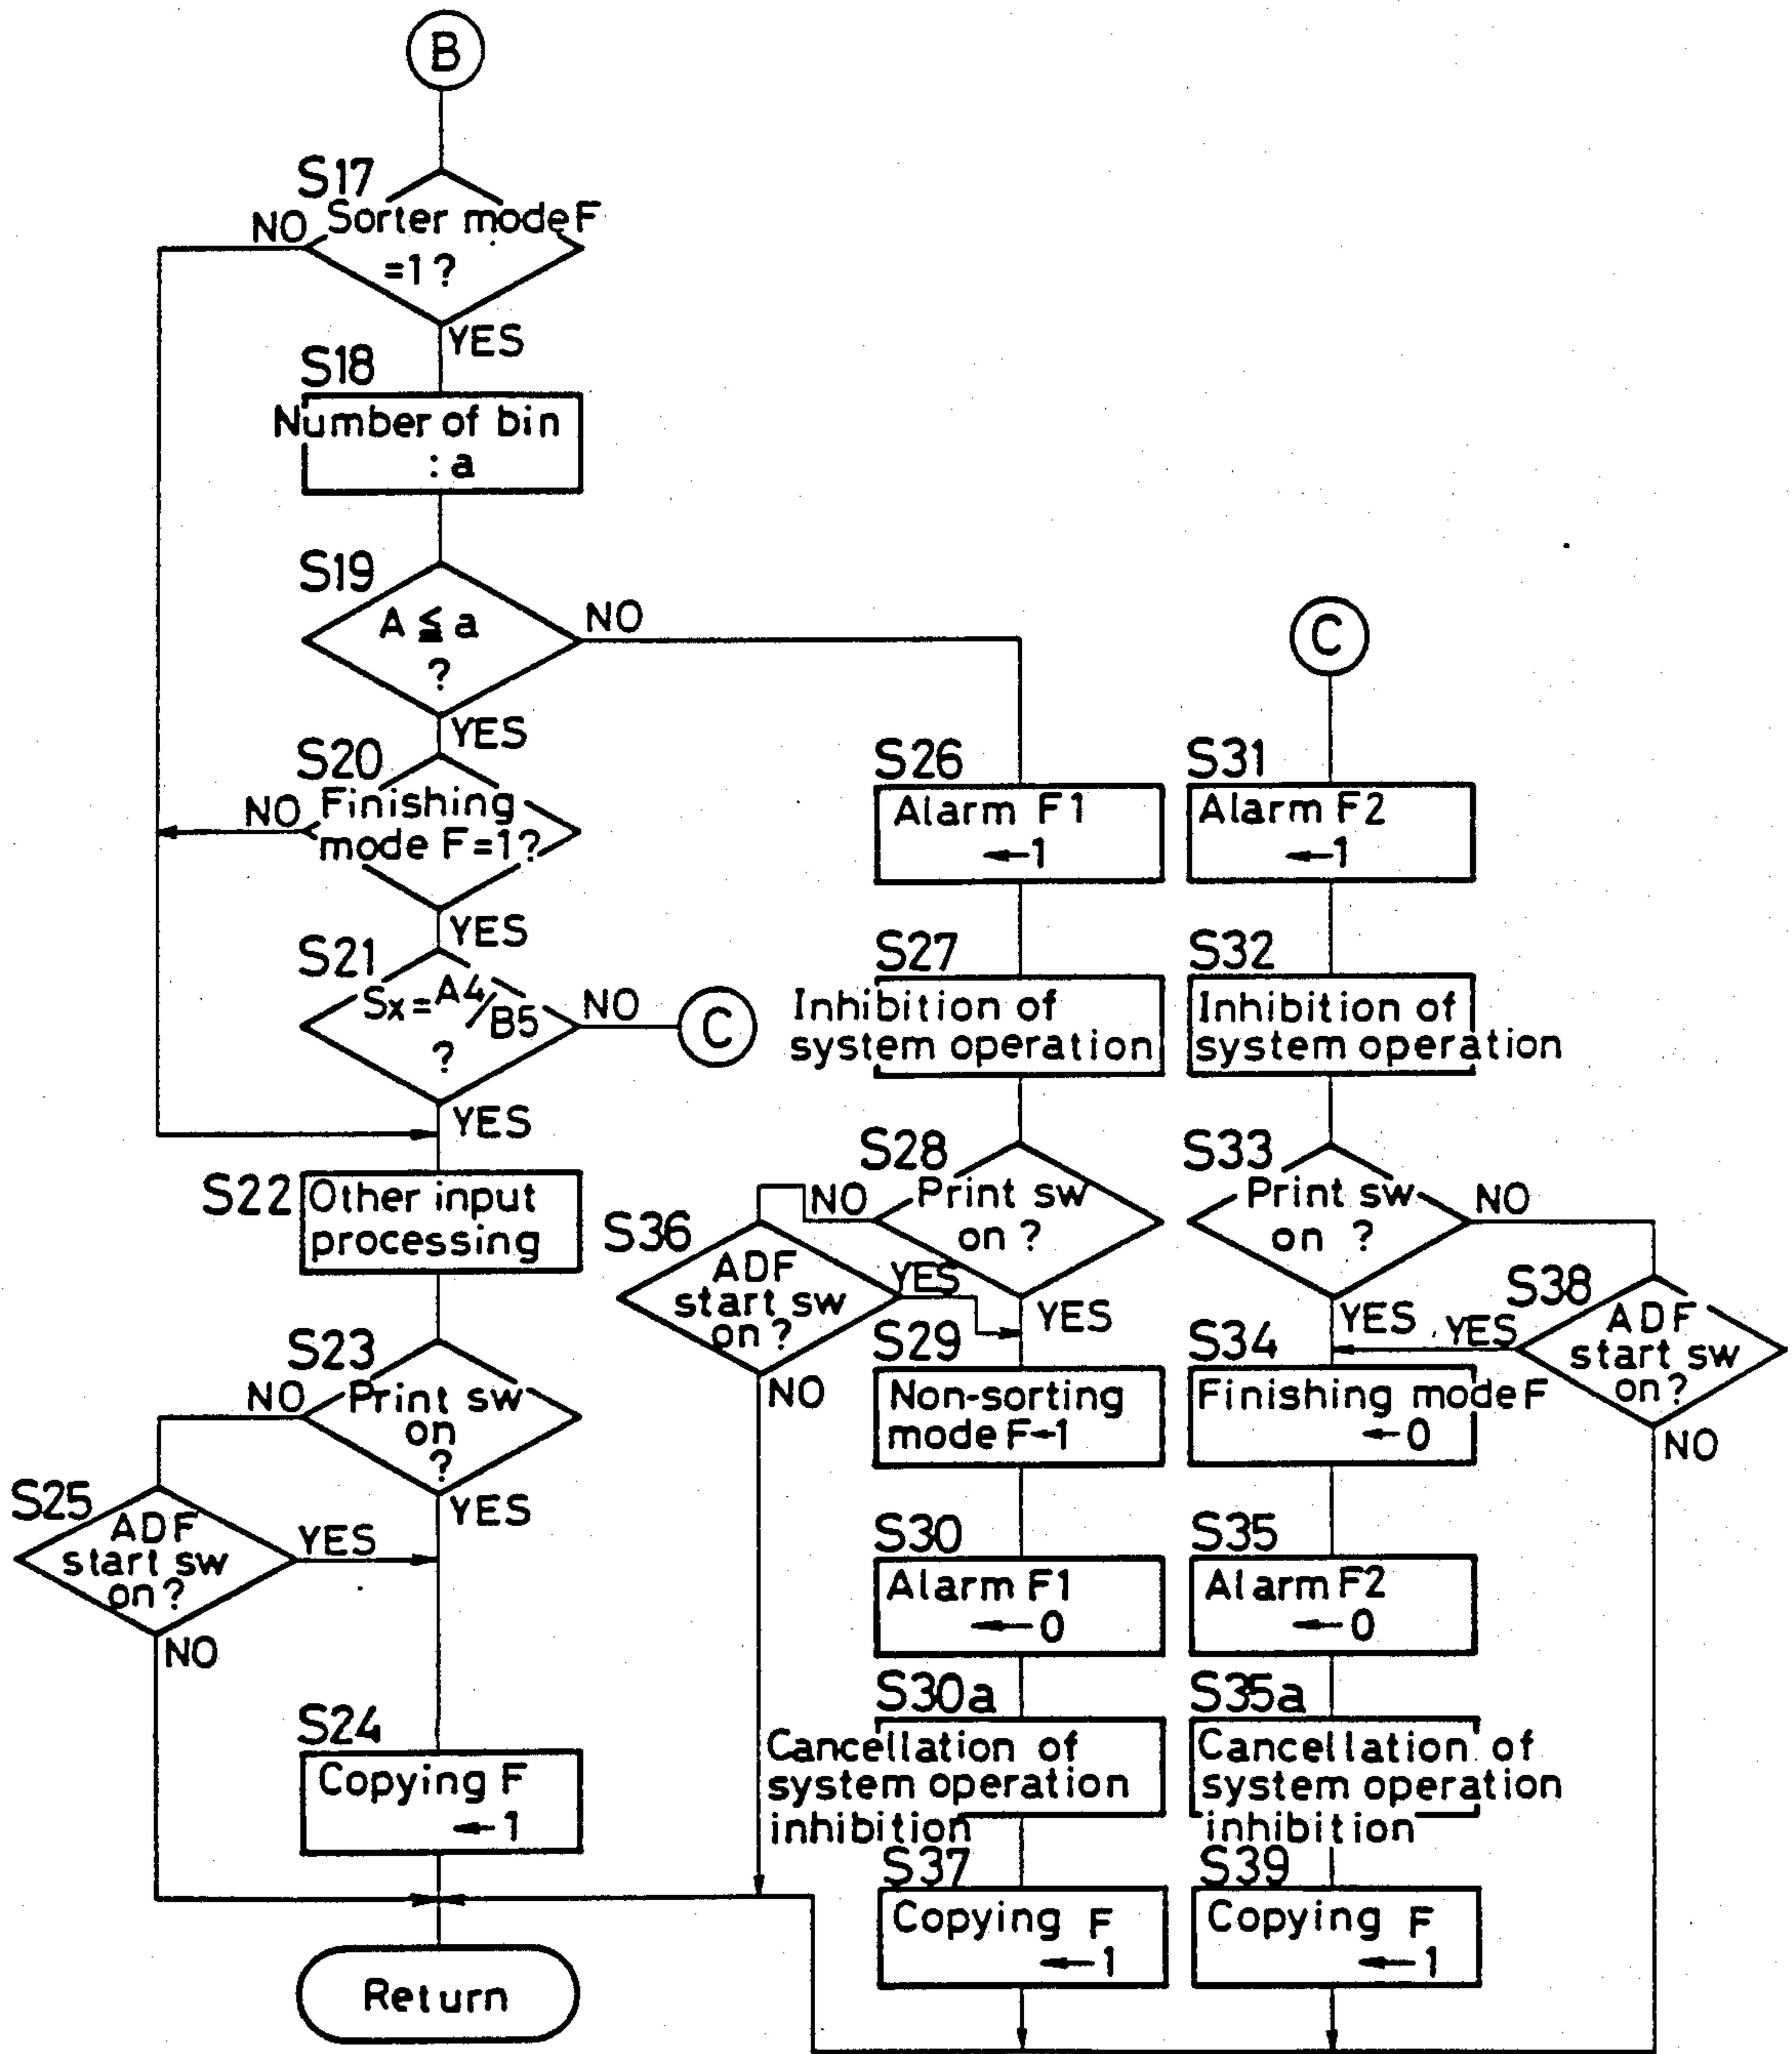 B
S17
Sorter mode F
=1 ?
NO
YES
S18
Number of bin
: a
S19
A ≦ a
?
NO
YES
S20
Finishing
mode F=1?
NO
YES
S21
Sx=A4/B5
?
NO
C
YES
S22
Other input
processing
S23
Print sw
on
?
NO
YES
S25
ADF
start sw
on ?
YES
NO
S24
Copying F
←1
Return
S26
Alarm F1
←1
S27
Inhibition of
system operation
S28
Print sw
on ?
NO
YES
S36
ADF
start sw
on ?
YES
NO
S29
Non-sorting
mode F←1
S30
Alarm F1
←0
S30a
Cancellation of
system operation
inhibition
S37
Copying F
←1
C
S31
Alarm F2
←1
S32
Inhibition of
system operation
S33
Print sw
on ?
NO
YES
S38
ADF
start sw
on?
YES
NO
S34
Finishing mode F
←0
S35
Alarm F2
←0
S35a
Cancellation of
system operation
inhibition
S39
Copying F
←1